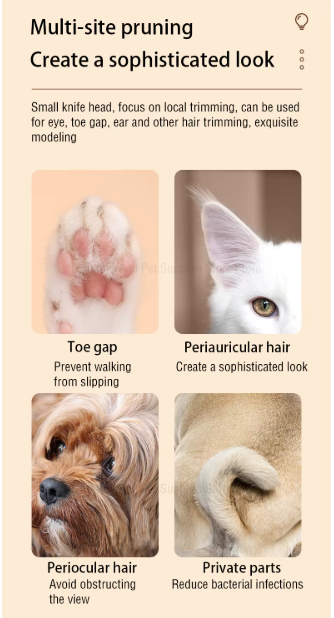 Multi-site pruning
Create a sophisticated look
Small knife head, focus on local trimming, can be used
for eye, toe gap, ear and other hair trimming, exquisite
modeling
Toe gap
Prevent walking
from slipping
Periauricular hair
Create a sophisticated look
Periocular hair
Avoid obstructing
the view
Private parts
Reduce bacterial infections